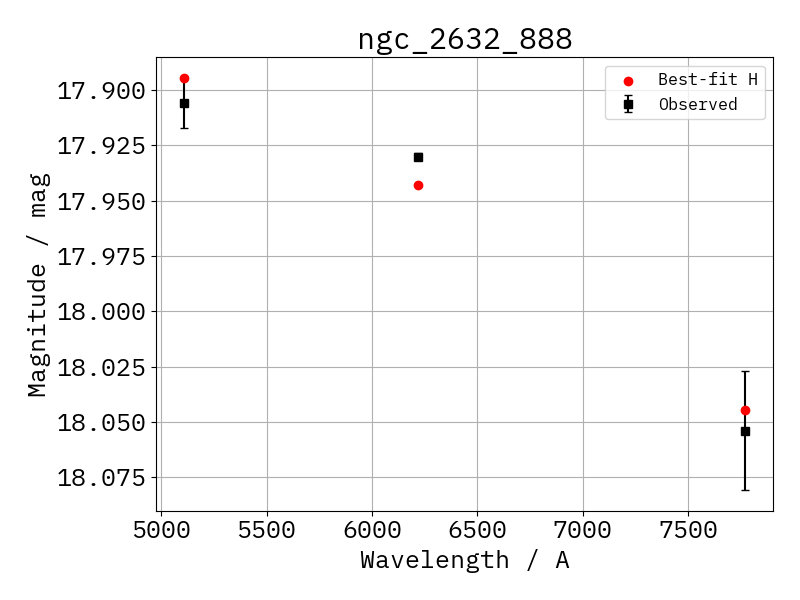 ngc_2632_888
Best-fit H
Observed
17.900
17.925
17.950
17.975
18.000
18.025
18.050
18.075
Magnitude / mag
5000 5500 6000 6500 7000 7500
Wavelength / A